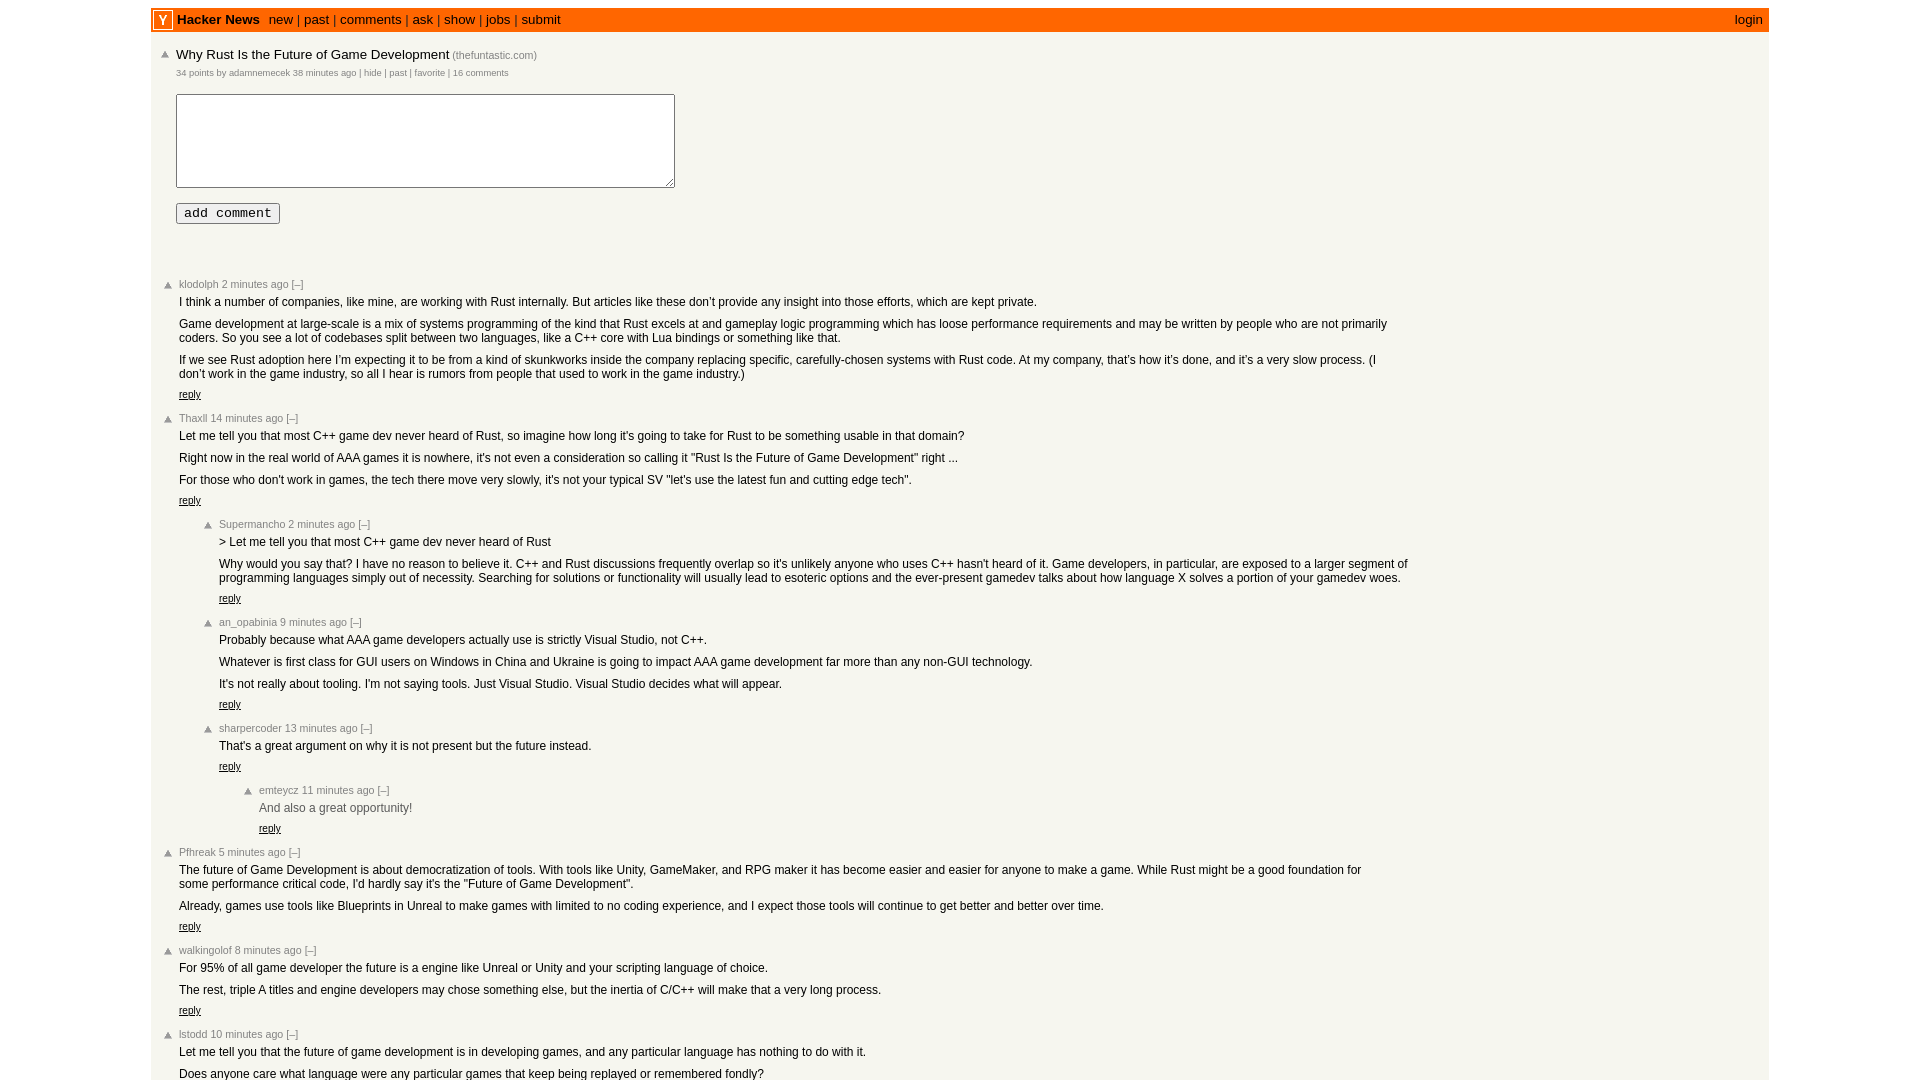 Y Hacker News new | past | comments | ask | show | jobs | submit login
Why Rust Is the Future of Game Development (thefuntastic.com)
34 points by adamnemecek 38 minutes ago | hide | past | favorite | 16 comments
add comment
klodolph 2 minutes ago [–]
I think a number of companies, like mine, are working with Rust internally. But articles like these don’t provide any insight into those efforts, which are kept private.
Game development at large-scale is a mix of systems programming of the kind that Rust excels at and gameplay logic programming which has loose performance requirements and may be written by people who are not primarily
coders. So you see a lot of codebases split between two languages, like a C++ core with Lua bindings or something like that.
If we see Rust adoption here I’m expecting it to be from a kind of skunkworks inside the company replacing specific, carefully-chosen systems with Rust code. At my company, that’s how it’s done, and it’s a very slow process. (I
don’t work in the game industry, so all I hear is rumors from people that used to work in the game industry.)
reply
Thaxll 14 minutes ago [–]
Let me tell you that most C++ game dev never heard of Rust, so imagine how long it's going to take for Rust to be something usable in that domain?
Right now in the real world of AAA games it is nowhere, it's not even a consideration so calling it "Rust Is the Future of Game Development" right ...
For those who don't work in games, the tech there move very slowly, it's not your typical SV "let's use the latest fun and cutting edge tech".
reply
Supermancho 2 minutes ago [–]
> Let me tell you that most C++ game dev never heard of Rust
Why would you say that? I have no reason to believe it. C++ and Rust discussions frequently overlap so it's unlikely anyone who uses C++ hasn't heard of it. Game developers, in particular, are exposed to a larger segment of
programming languages simply out of necessity. Searching for solutions or functionality will usually lead to esoteric options and the ever-present gamedev talks about how language X solves a portion of your gamedev woes.
reply
an_opabinia 9 minutes ago [–]
Probably because what AAA game developers actually use is strictly Visual Studio, not C++.
Whatever is first class for GUI users on Windows in China and Ukraine is going to impact AAA game development far more than any non-GUI technology.
It's not really about tooling. I'm not saying tools. Just Visual Studio. Visual Studio decides what will appear.
reply
sharpercoder 13 minutes ago [–]
That's a great argument on why it is not present but the future instead.
reply
emteycz 11 minutes ago [–]
And also a great opportunity!
reply
Pfhreak 5 minutes ago [–]
The future of Game Development is about democratization of tools. With tools like Unity, GameMaker, and RPG maker it has become easier and easier for anyone to make a game. While Rust might be a good foundation for
some performance critical code, I'd hardly say it's the "Future of Game Development".
Already, games use tools like Blueprints in Unreal to make games with limited to no coding experience, and I expect those tools will continue to get better and better over time.
reply
walkingolof 8 minutes ago [–]
For 95% of all game developer the future is a engine like Unreal or Unity and your scripting language of choice.
The rest, triple A titles and engine developers may chose something else, but the inertia of C/C++ will make that a very long process.
reply
lstodd 10 minutes ago [–]
Let me tell you that the future of game development is in developing games, and any particular language has nothing to do with it.
Does anyone care what language were any particular games that keep being replayed or remembered fondly?